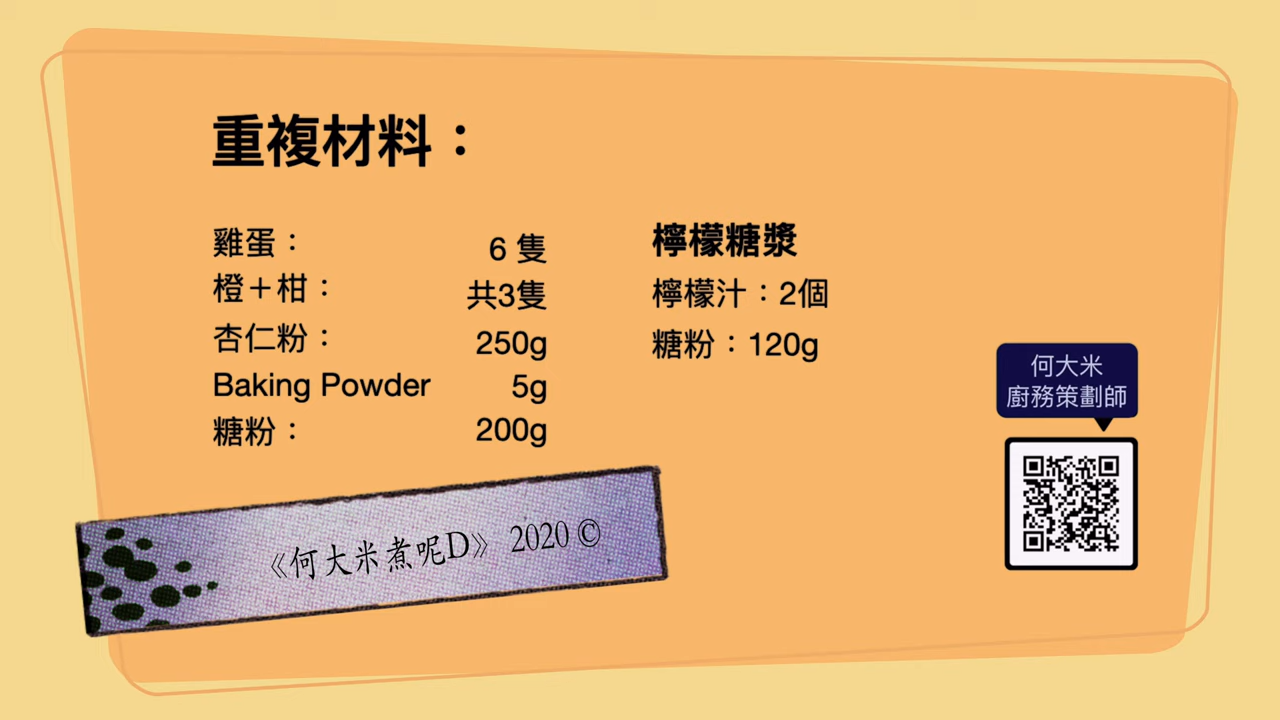 重複材料：
雞蛋： 6 隻
橙＋柑： 共3隻
杏仁粉： 250g
Baking Powder 5g
糖粉： 200g
檸檬糖漿
檸檬汁：2個
糖粉：120g
何大米
廚務策劃師
《何大米煮呢D》 2020 ©